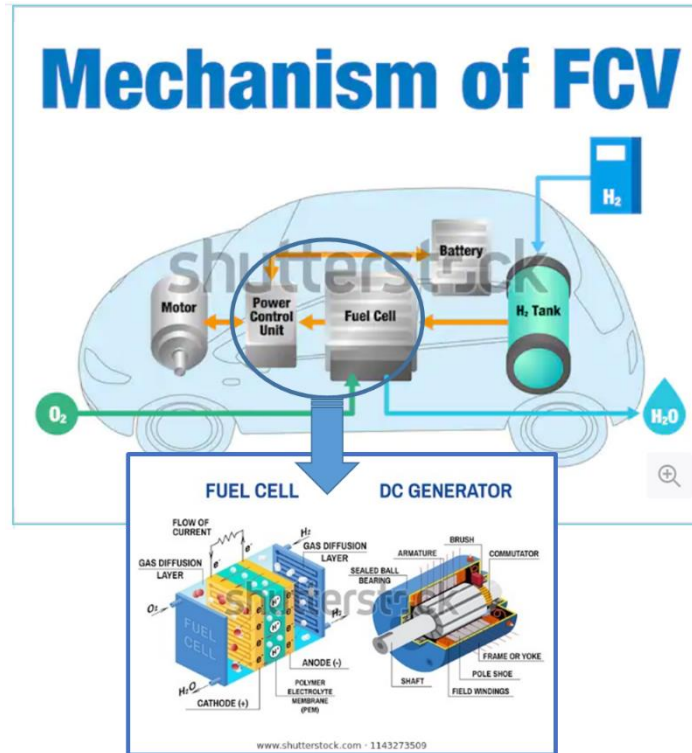 Mechanism of FCV
H₂
shutterstock
Battery
Motor
Power
Control
Unit
Fuel Cell
H₂ Tank
O₂
H₂O
FUEL CELL
DC GENERATOR
FLOW OF
CURRENT
e⁻
e⁻
H₂
GAS DIFFUSION
LAYER
GAS DIFFUSION
LAYER
O₂
FUEL
CELL
H⁺
H⁺
H⁺
H₂
H₂O
ANODE (-)
POLYMER
ELECTROLYTE
MEMBRANE
(PEM)
CATHODE (+)
shutterstock
BRUSH
ARMATURE
COMMUTATOR
SEALED BALL
BEARING
FRAME OR YOKE
POLE SHOE
SHAFT
FIELD WINDINGS
www.shutterstock.com · 1143273509